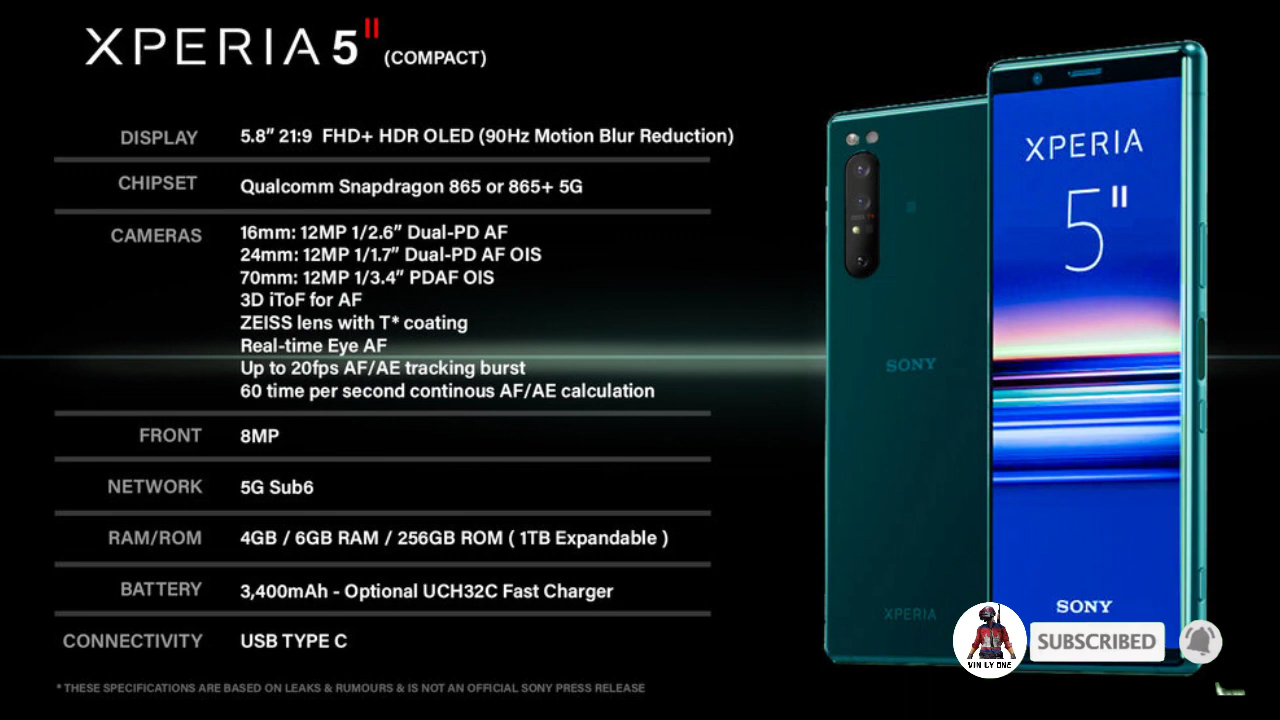 XPERIA 5 II (COMPACT)
DISPLAY 5.8” 21:9 FHD+ HDR OLED (90Hz Motion Blur Reduction)
CHIPSET Qualcomm Snapdragon 865 or 865+ 5G
CAMERAS 16mm: 12MP 1/2.6” Dual-PD AF
24mm: 12MP 1/1.7” Dual-PD AF OIS
70mm: 12MP 1/3.4” PDAF OIS
3D iToF for AF
ZEISS lens with T* coating
Real-time Eye AF
Up to 20fps AF/AE tracking burst
60 time per second continous AF/AE calculation
FRONT 8MP
NETWORK 5G Sub6
RAM/ROM 4GB / 6GB RAM / 256GB ROM ( 1TB Expandable )
BATTERY 3,400mAh - Optional UCH32C Fast Charger
CONNECTIVITY USB TYPE C
* THESE SPECIFICATIONS ARE BASED ON LEAKS & RUMOURS & IS NOT AN OFFICIAL SONY PRESS RELEASE
SONY
XPERIA
XPERIA
5 II
SONY
VIN LY ONE
SUBSCRIBED